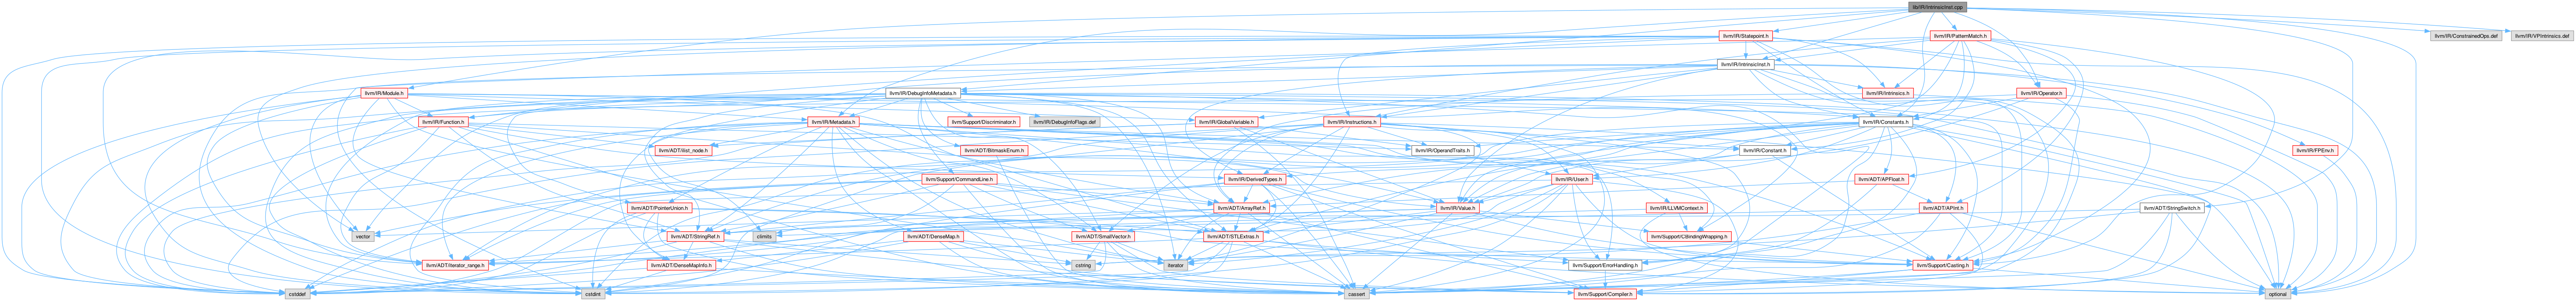 lib/IR/IntrinsicInst.cpp
llvm/IR/Statepoint.h
llvm/IR/PatternMatch.h
llvm/IR/ConstrainedOps.def
llvm/IR/VPIntrinsics.def
llvm/IR/IntrinsicInst.h
llvm/IR/Module.h
llvm/IR/DebugInfoMetadata.h
llvm/IR/Intrinsics.h
llvm/IR/Operator.h
llvm/IR/Function.h
llvm/IR/Metadata.h
llvm/Support/Discriminator.h
llvm/IR/DebugInfoFlags.def
llvm/IR/GlobalVariable.h
llvm/IR/Instructions.h
llvm/IR/Constants.h
llvm/ADT/ilist_node.h
llvm/ADT/BitmaskEnum.h
llvm/IR/OperandTraits.h
llvm/IR/Constant.h
llvm/IR/FPEnv.h
llvm/Support/CommandLine.h
llvm/IR/DerivedTypes.h
llvm/IR/User.h
llvm/ADT/APFloat.h
llvm/ADT/PointerUnion.h
llvm/ADT/ArrayRef.h
llvm/IR/Value.h
llvm/IR/LLVMContext.h
llvm/ADT/APInt.h
llvm/ADT/StringSwitch.h
vector
llvm/ADT/StringRef.h
climits
llvm/ADT/DenseMap.h
llvm/ADT/SmallVector.h
llvm/ADT/STLExtras.h
llvm/Support/CBindingWrapping.h
llvm/ADT/iterator_range.h
llvm/ADT/DenseMapInfo.h
cstring
iterator
llvm/Support/ErrorHandling.h
llvm/Support/Casting.h
cstddef
cstdint
cassert
llvm/Support/Compiler.h
optional